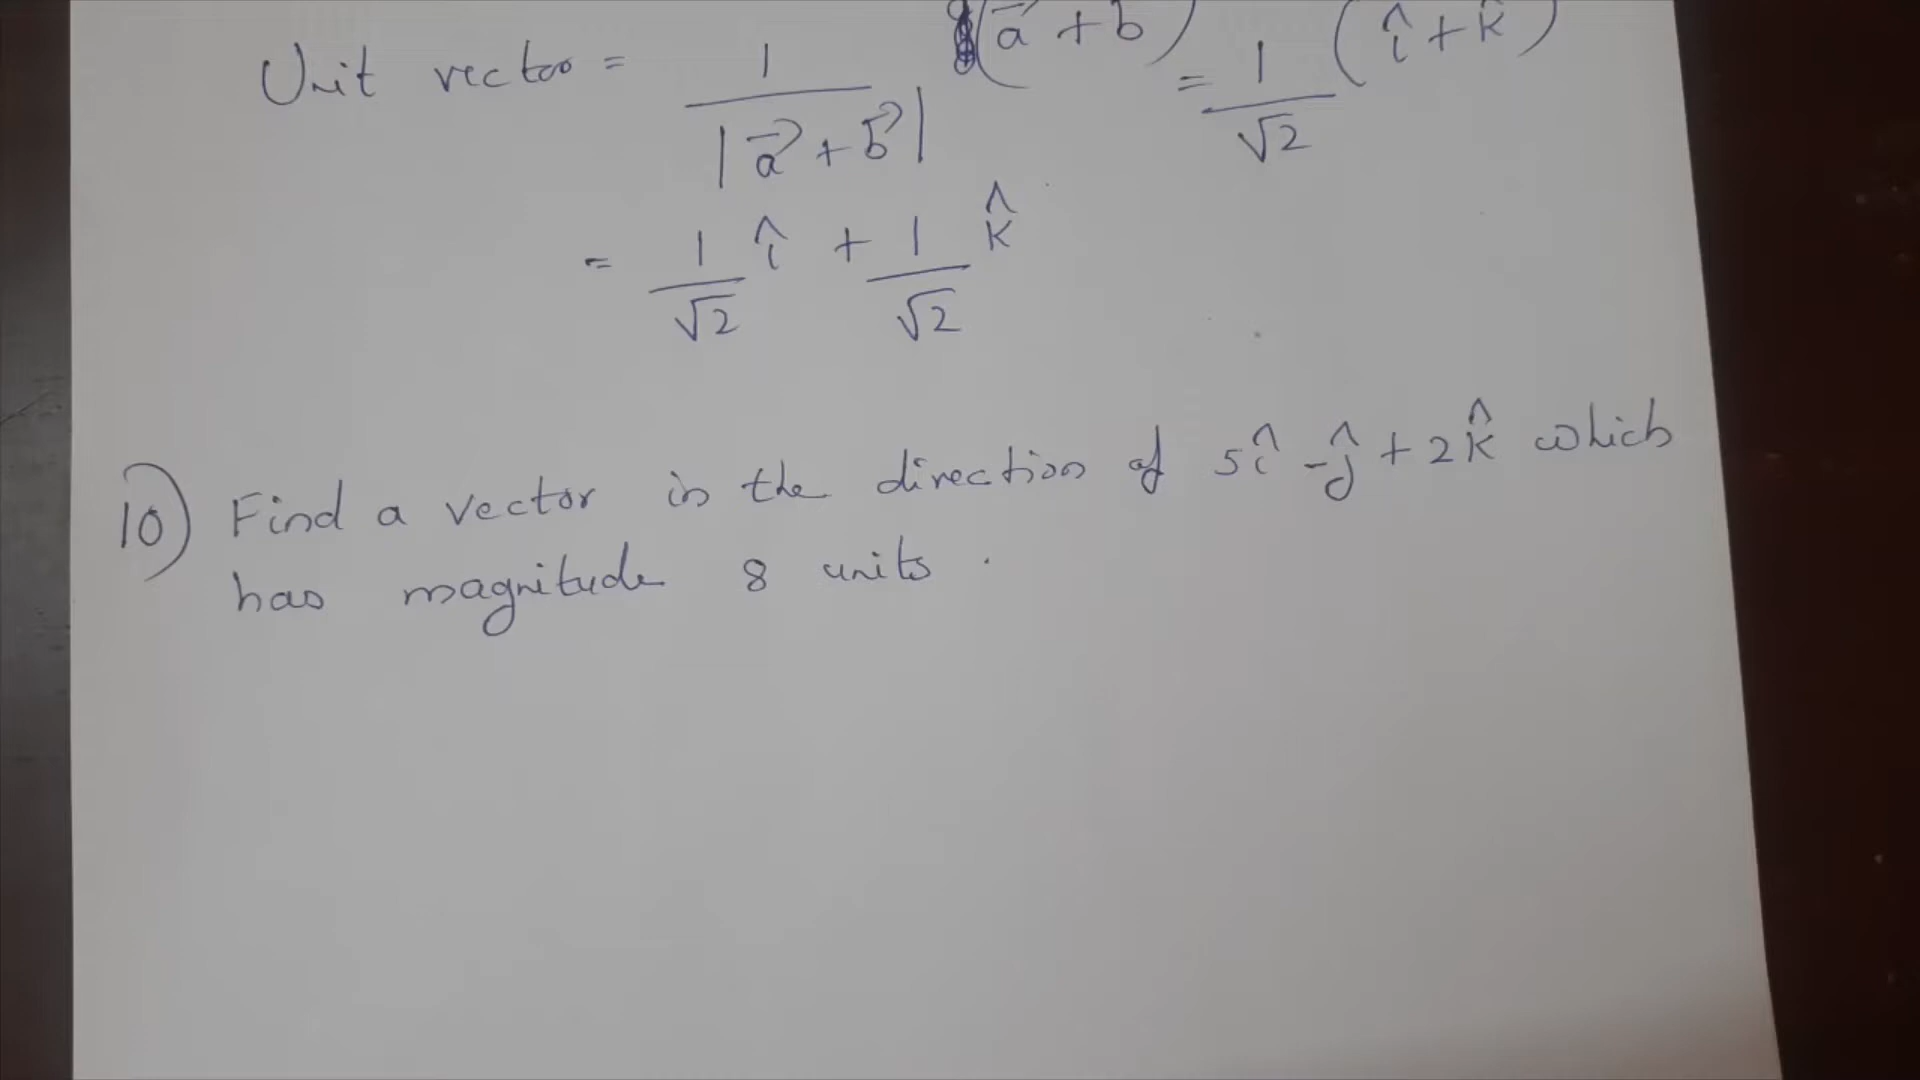 Unit vector = 1/|a⃗ + b⃗| (a⃗ + b) = 1/√2 (î + k̂)
= 1/√2 î + 1/√2 k̂
10) Find a vector in the direction of 5î - ĵ + 2k̂ which
has magnitude 8 units .